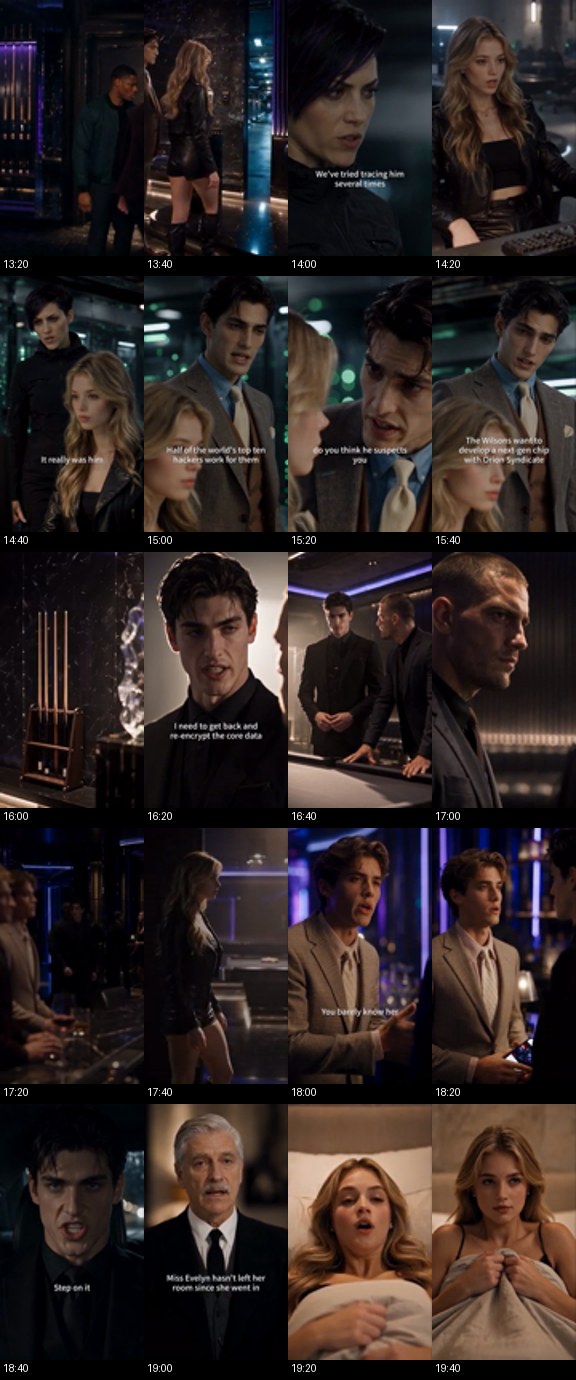 13:20
13:40
We've tried tracing him
several times
14:00
14:20
It really was him
14:40
Half of the world's top ten
hackers work for them
15:00
do you think he suspects
you
15:20
The Wilsons want to
develop a next-gen chip
with Orion Syndicate
15:40
16:00
I need to get back and
re-encrypt the core data
16:20
16:40
17:00
17:20
17:40
You barely know her
18:00
18:20
Step on it
18:40
Miss Evelyn hasn't left her
room since she went in
19:00
19:20
19:40